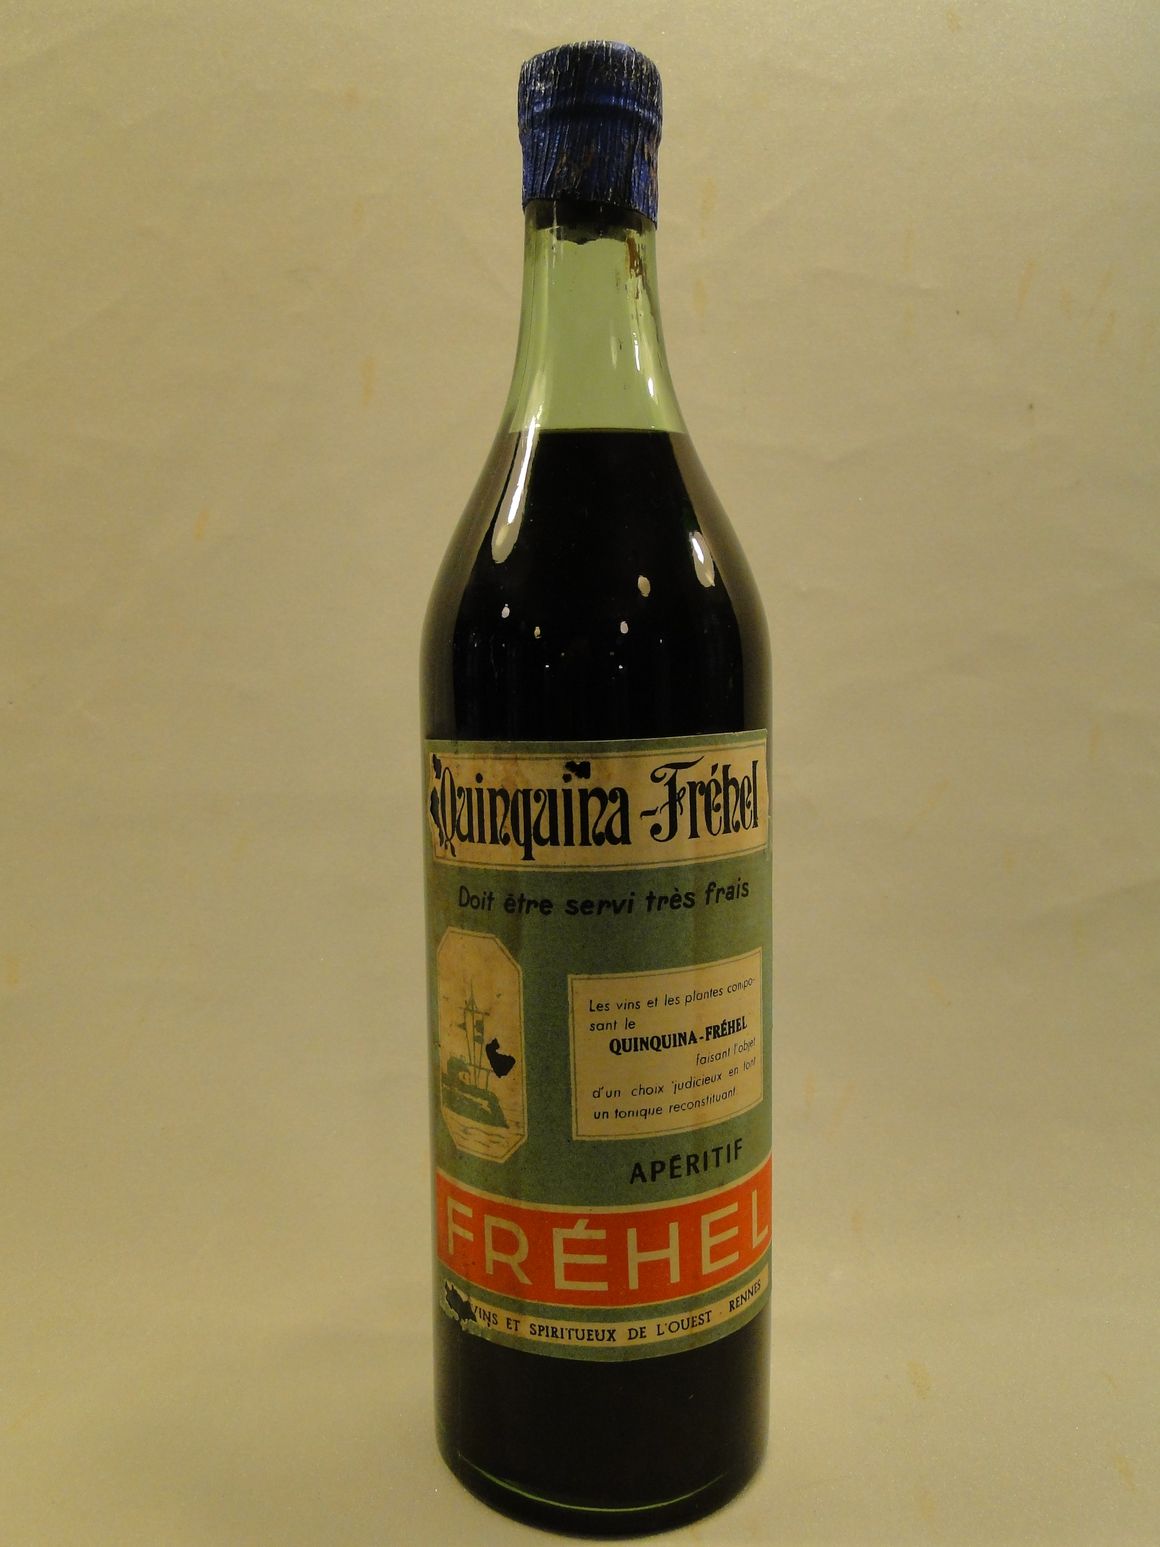 Quinquina-Fréhel
Doit être servi très frais
Les vins et les plantes compo-
sant le
QUINQUINA-FRÉHEL
faisant l'objet
d'un choix judicieux en font
un tonique reconstituant
APÉRITIF
FRÉHEL
VINS ET SPIRITUEUX DE L'OUEST - RENNES